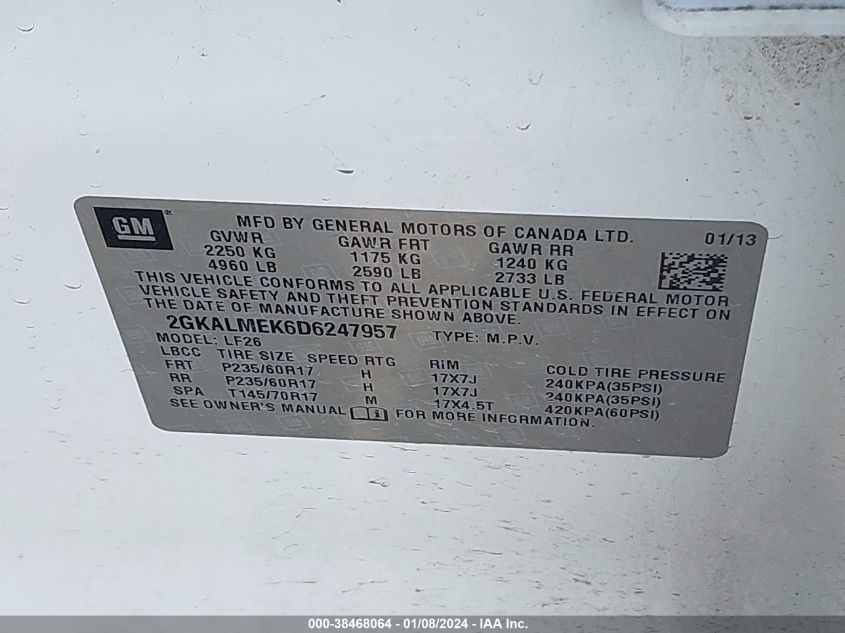 GM
MFD BY GENERAL MOTORS OF CANADA LTD. 01/13
GVWR GAWR FRT GAWR RR
2250 KG 1175 KG 1240 KG
4960 LB 2590 LB 2733 LB
THIS VEHICLE CONFORMS TO ALL APPLICABLE U.S. FEDERAL MOTOR
VEHICLE SAFETY AND THEFT PREVENTION STANDARDS IN EFFECT ON
THE DATE OF MANUFACTURE SHOWN ABOVE.
2GKALMEK6D6247957 TYPE: M.P.V.
MODEL: LF26
LBCC TIRE SIZE SPEED RTG RIM COLD TIRE PRESSURE
FRT P235/60R17 H 17X7J 240KPA(35PSI)
RR P235/60R17 H 17X7J 240KPA(35PSI)
SPA T145/70R17 M 17X4.5T 420KPA(60PSI)
SEE OWNER'S MANUAL FOR MORE INFORMATION.
000-38468064 - 01/08/2024 - IAA Inc.